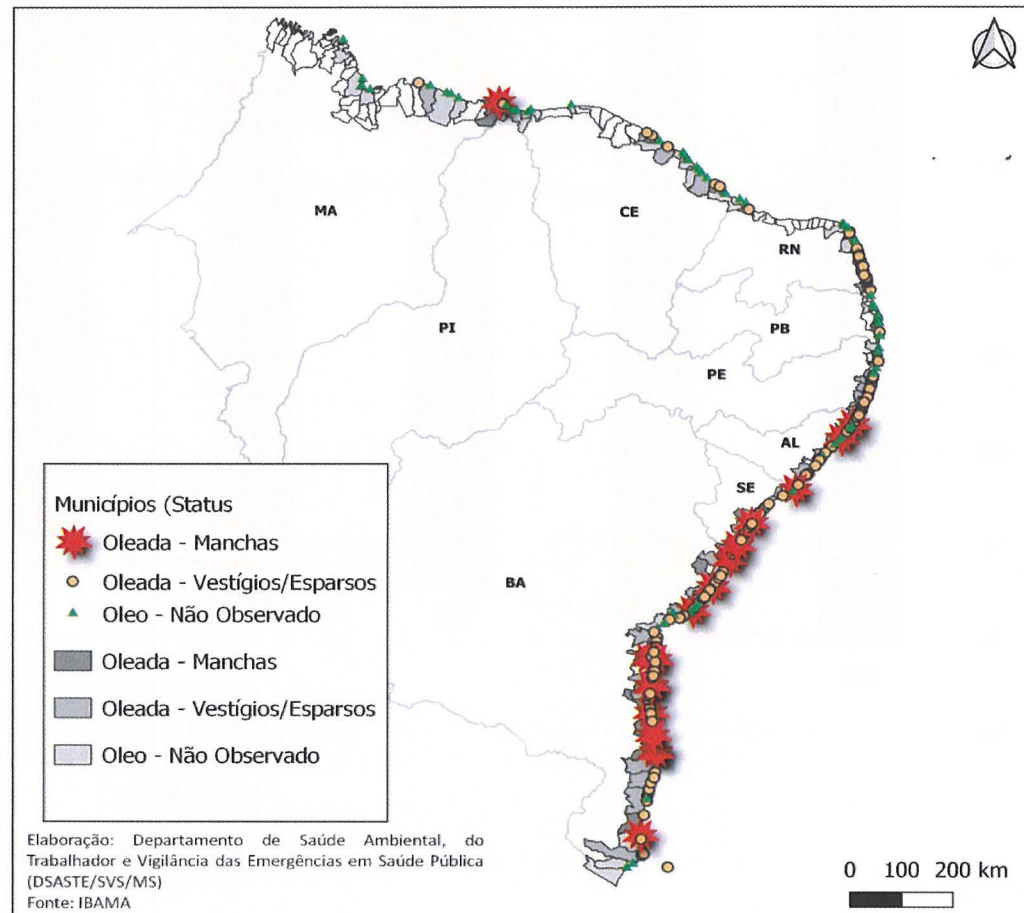 MA
CE
RN
PI
PB
PE
AL
SE
BA
Municípios (Status
Oleada - Manchas
Oleada - Vestígios/Esparsos
Oleo - Não Observado
Oleada - Manchas
Oleada - Vestígios/Esparsos
Oleo - Não Observado
Elaboração: Departamento de Saúde Ambiental, do
Trabalhador e Vigilância das Emergências em Saúde Pública
(DSASTE/SVS/MS)
Fonte: IBAMA
0 100 200 km